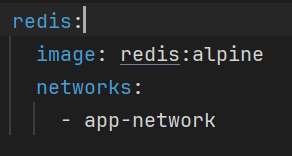 redis:
  image: redis:alpine
  networks:
    - app-network